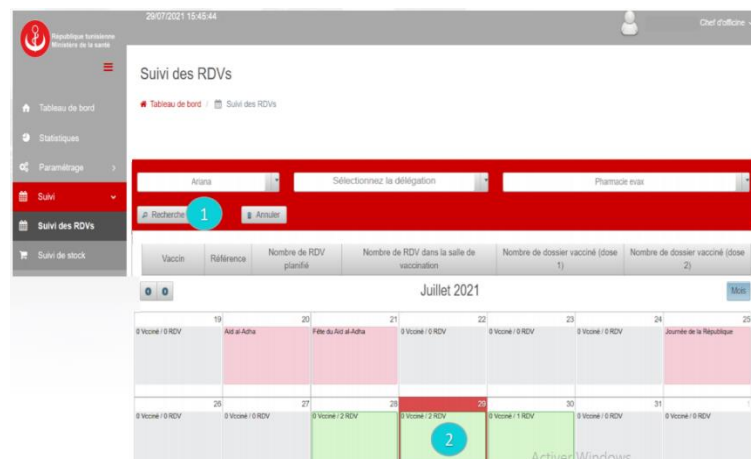 29/07/2021 15:45:44
Chef d'officine
République tunisienne
Ministère de la santé
Suivi des RDVs
Tableau de bord / Suivi des RDVs
Tableau de bord
Statistiques
Paramétrage
Suivi
Suivi des RDVs
Suivi de stock
Ariana
Sélectionnez la délégation
Pharmacie evax
Recherche 1 Annuler
Vaccin Référence Nombre de RDV planifié Nombre de RDV dans la salle de vaccination Nombre de dossier vacciné (dose 1) Nombre de dossier vacciné (dose 2)
Juillet 2021
Mois
19 20 21 22 23 24 25
0 Vcciné / 0 RDV Aid al-Adha Fête du Aid al-Adha 0 Vcciné / 0 RDV 0 Vcciné / 0 RDV 0 Vcciné / 0 RDV Journée de la République
26 27 28 29 30 31
0 Vcciné / 0 RDV 0 Vcciné / 0 RDV 0 Vcciné / 2 RDV 0 Vcciné / 2 RDV 0 Vcciné / 1 RDV 0 Vcciné / 0 RDV 0 Vcciné / 0 RDV
2
Activer Windows